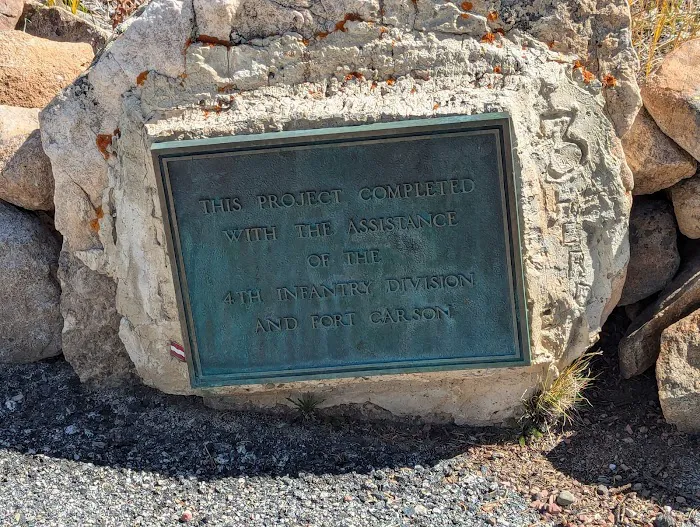 THIS PROJECT COMPLETED
WITH THE ASSISTANCE
OF THE
4TH INFANTRY DIVISION
AND FORT CARSON